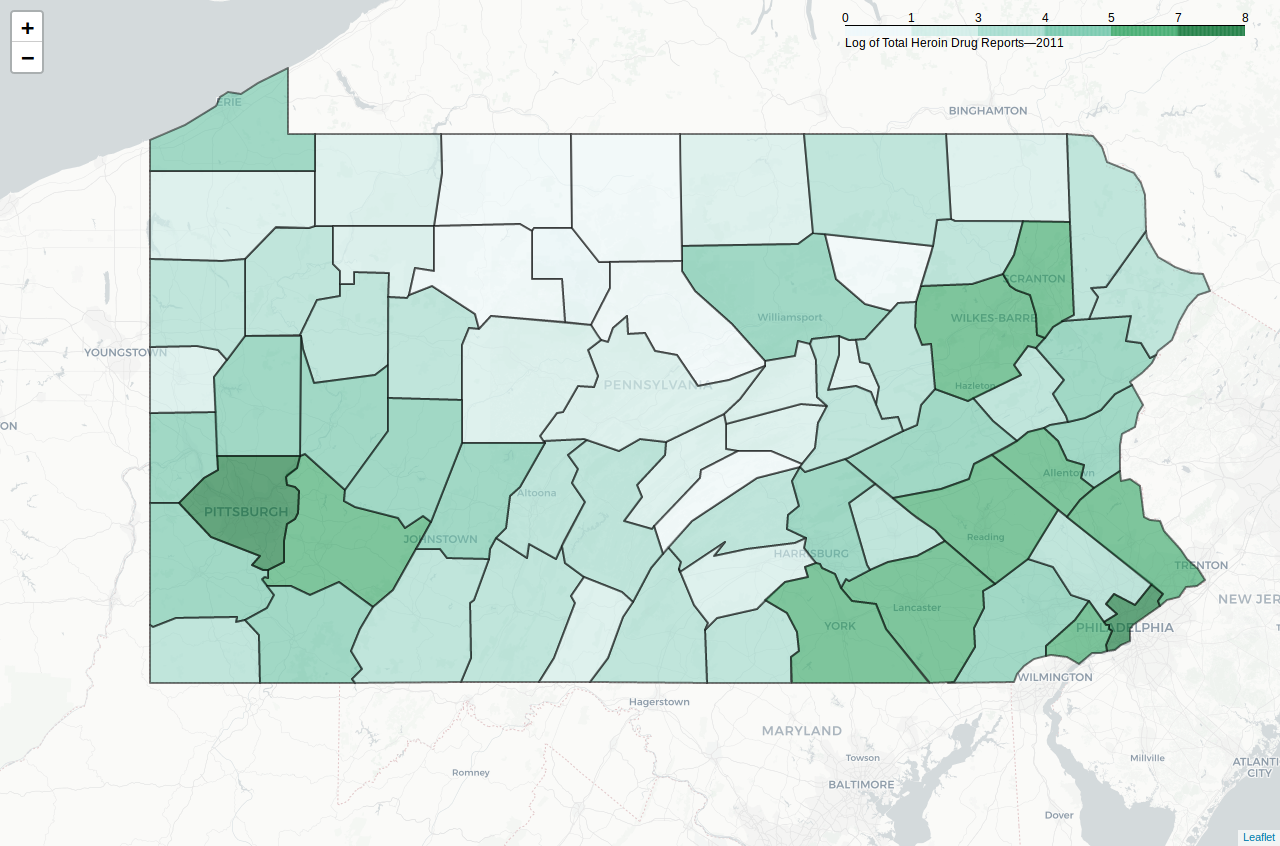 +
−
0 1 3 4 5 7 8
Log of Total Heroin Drug Reports—2011
ERIE
BINGHAMTON
SCRANTON
Williamsport
WILKES-BARRE
YOUNGSTOWN
PENNSYLVANIA
Hazleton
ON
Allentown
Altoona
PITTSBURGH
JOHNSTOWN
Reading
HARRISBURG
TRENTON
NEW JER
Lancaster
YORK
PHILADELPHIA
WILMINGTON
Hagerstown
MARYLAND
Towson
Millville
ATLANTI
CITY
Romney
BALTIMORE
Dover
Leaflet